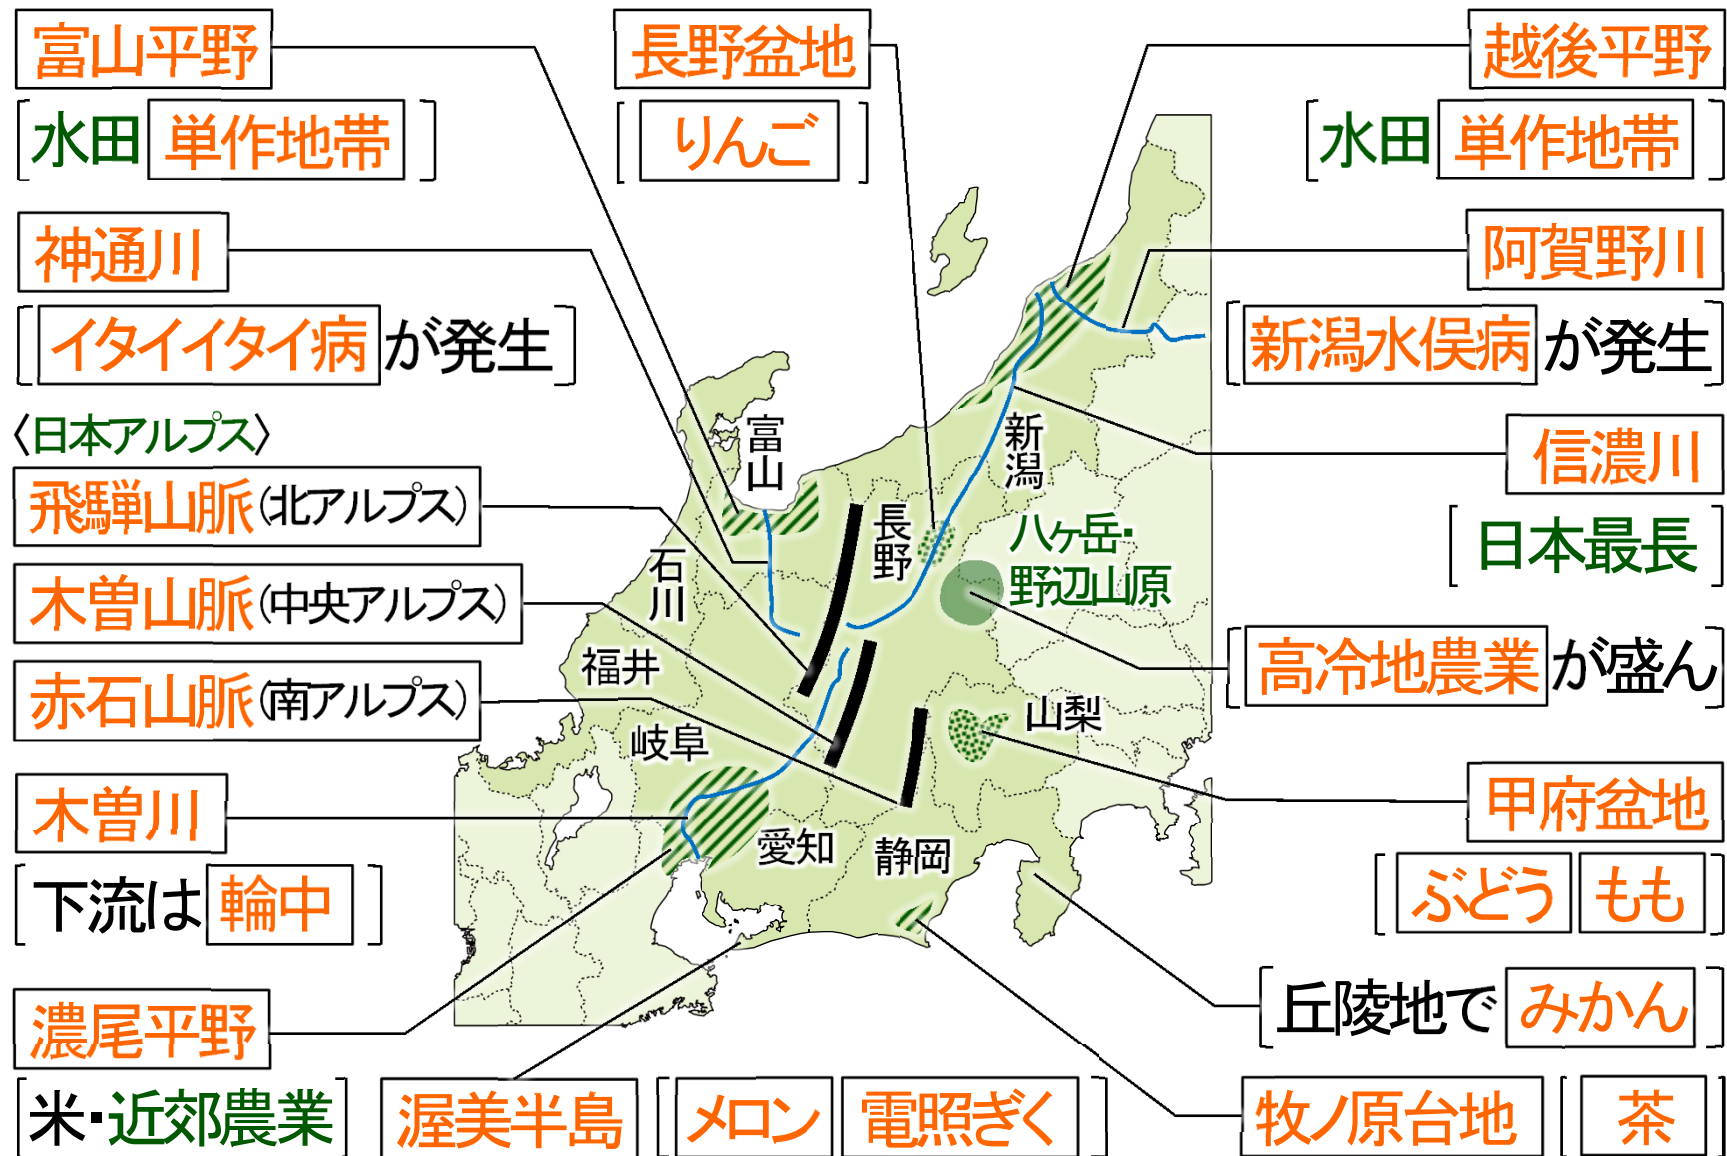 富山平野
[水田 単作地帯]
神通川
[イタイイタイ病 が発生]
〈日本アルプス〉
飛騨山脈(北アルプス)
木曽山脈(中央アルプス)
赤石山脈(南アルプス)
木曽川
[下流は 輪中]
濃尾平野
[米・近郊農業]
長野盆地
[りんご]
富山
石川
福井
岐阜
愛知
静岡
長野
新潟
山梨
八ヶ岳・
野辺山原
渥美半島
[メロン 電照ぎく]
越後平野
[水田 単作地帯]
阿賀野川
[新潟水俣病 が発生]
信濃川
[日本最長]
[高冷地農業 が盛ん]
甲府盆地
[ぶどう もも]
[丘陵地で みかん]
牧ノ原台地 [茶]